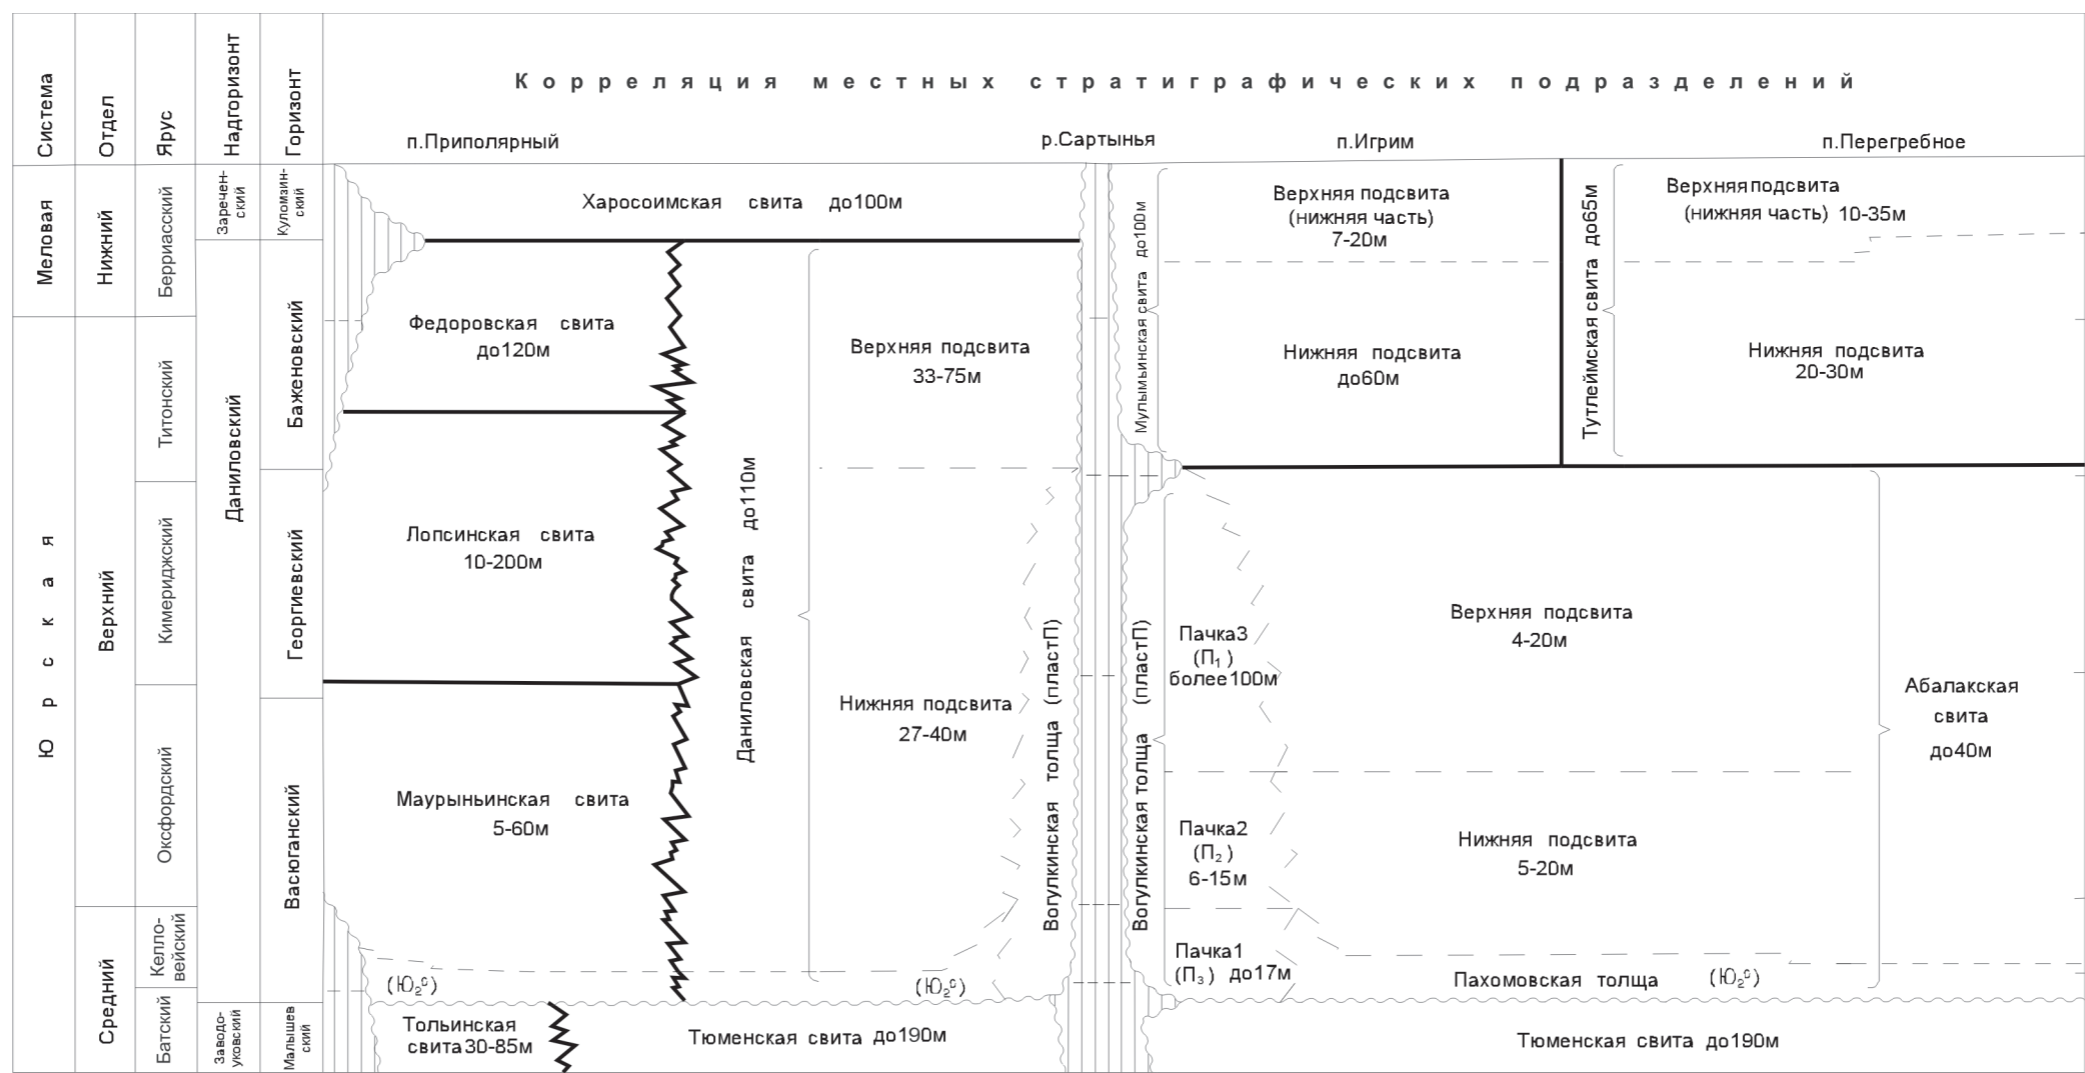 Корреляция местных стратиграфических подразделений
Система
Отдел
Ярус
Надгоризонт
Горизонт
п.Приполярный
р.Сартынья
п.Игрим
п.Перегребное
Меловая
Нижний
Берриасский
Заречен-
ский
Куломзин-
ский
Юрская
Верхний
Средний
Титонский
Кимериджский
Оксфордский
Келло-
вейский
Батский
Даниловский
Заводо-
уковский
Баженовский
Георгиевский
Васюганский
Малышев
ский
Харосоимская свита до100м
Федоровская свита
до120м
Лопсинская свита
10-200м
Маурыньинская свита
5-60м
(Ю₂⁰)
Тольинская
свита30-85м
Даниловская свита до110м
Верхняя подсвита
33-75м
Нижняя подсвита
27-40м
(Ю₂⁰)
Тюменская свита до190м
Вогулкинская толща (пластП)
Вогулкинская толща (пластП)
Мулымьинская свита до100м
Верхняя подсвита
(нижняя часть)
7-20м
Нижняя подсвита
до60м
Тутлеймская свита до65м
Верхняяподсвита
(нижняя часть) 10-35м
Нижняя подсвита
20-30м
Пачка3
(П₁)
более100м
Пачка2
(П₂)
6-15м
Пачка1
(П₃) до17м
Верхняя подсвита
4-20м
Нижняя подсвита
5-20м
Абалакская
свита
до40м
Пахомовская толща (Ю₂⁰)
Тюменская свита до190м